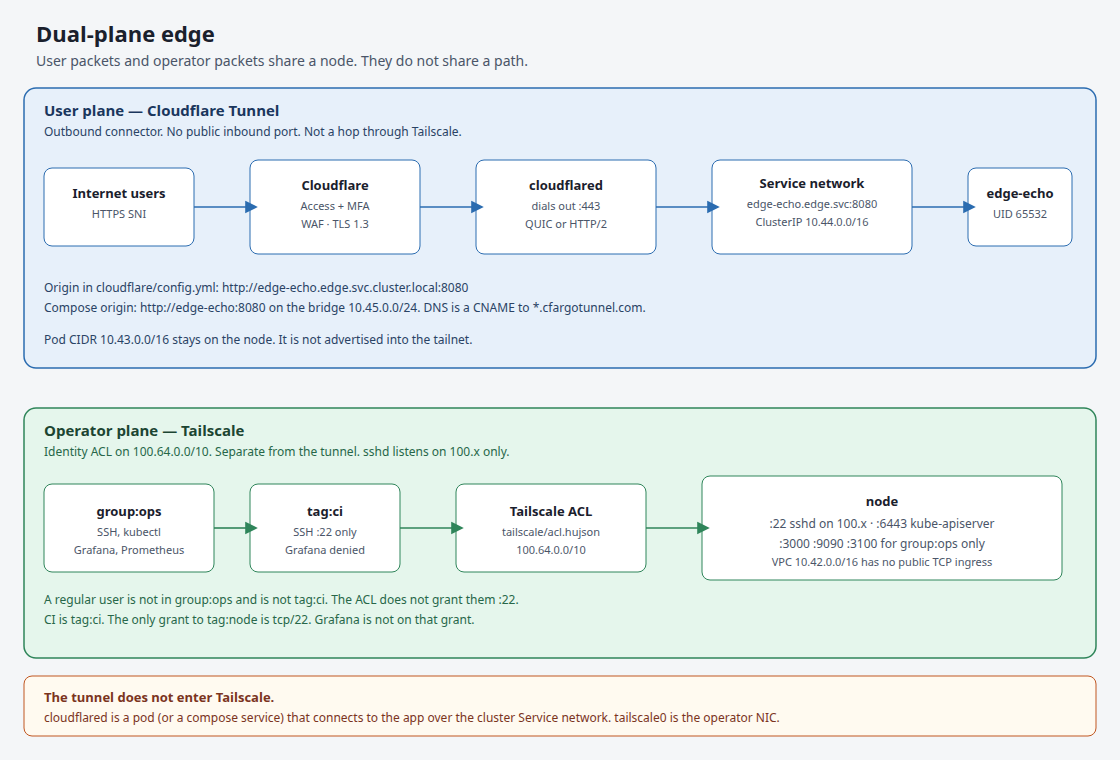 Dual-plane edge
User packets and operator packets share a node. They do not share a path.
User plane — Cloudflare Tunnel
Outbound connector. No public inbound port. Not a hop through Tailscale.
Internet users
HTTPS SNI
Cloudflare
Access + MFA
WAF · TLS 1.3
cloudflared
dials out :443
QUIC or HTTP/2
Service network
edge-echo.edge.svc:8080
ClusterIP 10.44.0.0/16
edge-echo
UID 65532
Origin in cloudflare/config.yml: http://edge-echo.edge.svc.cluster.local:8080
Compose origin: http://edge-echo:8080 on the bridge 10.45.0.0/24. DNS is a CNAME to *.cfargotunnel.com.
Pod CIDR 10.43.0.0/16 stays on the node. It is not advertised into the tailnet.
Operator plane — Tailscale
Identity ACL on 100.64.0.0/10. Separate from the tunnel. sshd listens on 100.x only.
group:ops
SSH, kubectl
Grafana, Prometheus
tag:ci
SSH :22 only
Grafana denied
Tailscale ACL
tailscale/acl.hujson
100.64.0.0/10
node
:22 sshd on 100.x · :6443 kube-apiserver
:3000 :9090 :3100 for group:ops only
VPC 10.42.0.0/16 has no public TCP ingress
A regular user is not in group:ops and is not tag:ci. The ACL does not grant them :22.
CI is tag:ci. The only grant to tag:node is tcp/22. Grafana is not on that grant.
The tunnel does not enter Tailscale.
cloudflared is a pod (or a compose service) that connects to the app over the cluster Service network. tailscale0 is the operator NIC.